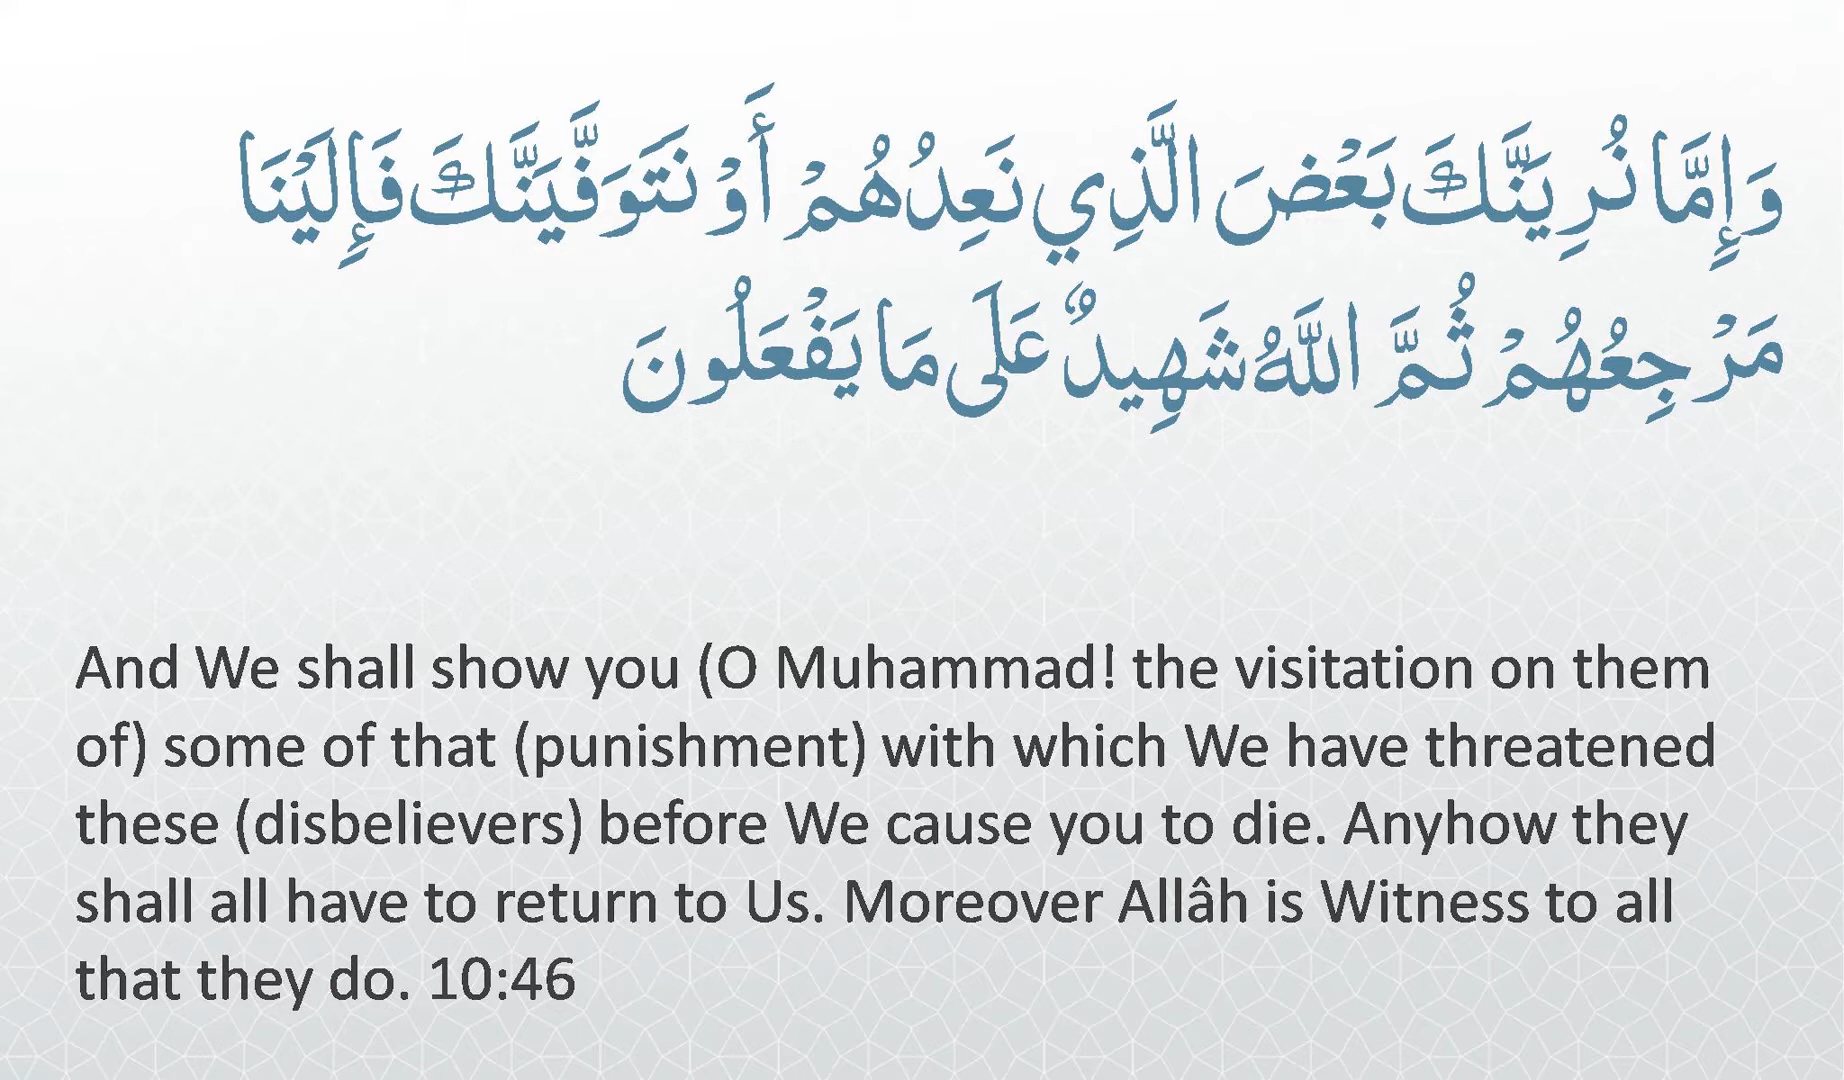 وَإِمَّا نُرِيَنَّكَ بَعْضَ الَّذِي نَعِدُهُمْ أَوْ نَتَوَفَّيَنَّكَ فَإِلَيْنَا
مَرْجِعُهُمْ ثُمَّ اللَّهُ شَهِيدٌ عَلَى مَا يَفْعَلُونَ
And We shall show you (O Muhammad! the visitation on them
of) some of that (punishment) with which We have threatened
these (disbelievers) before We cause you to die. Anyhow they
shall all have to return to Us. Moreover Allâh is Witness to all
that they do. 10:46